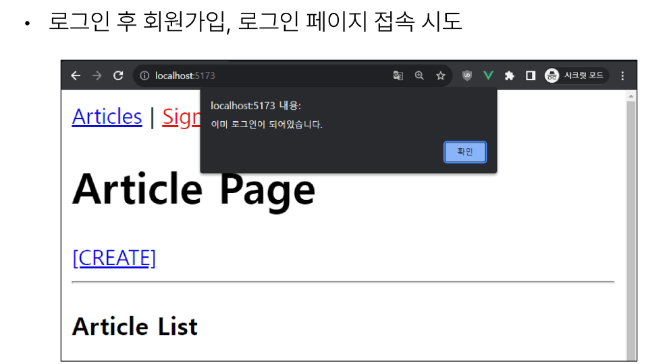 • 로그인 후 회원가입, 로그인 페이지 접속 시도
localhost:5173
시크릿 모드
localhost:5173 내용:
이미 로그인이 되어있습니다.
확인
Articles | Sign
Article Page
[CREATE]
Article List